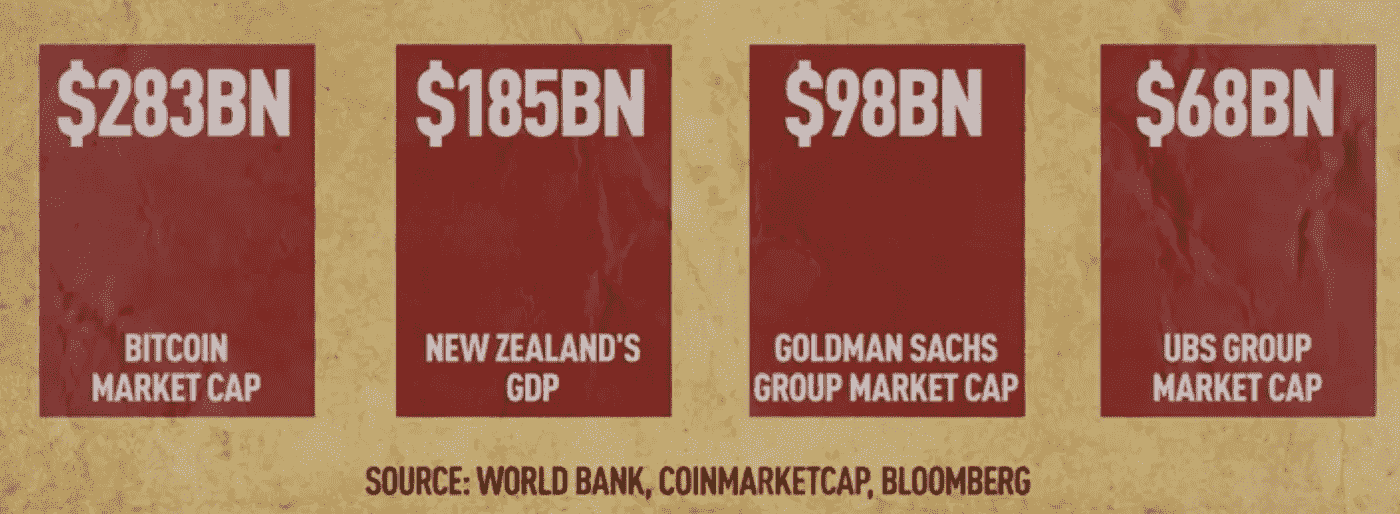 $283BN
BITCOIN
MARKET CAP
$185BN
NEW ZEALAND'S
GDP
$98BN
GOLDMAN SACHS
GROUP MARKET CAP
$68BN
UBS GROUP
MARKET CAP
SOURCE: WORLD BANK, COINMARKETCAP, BLOOMBERG